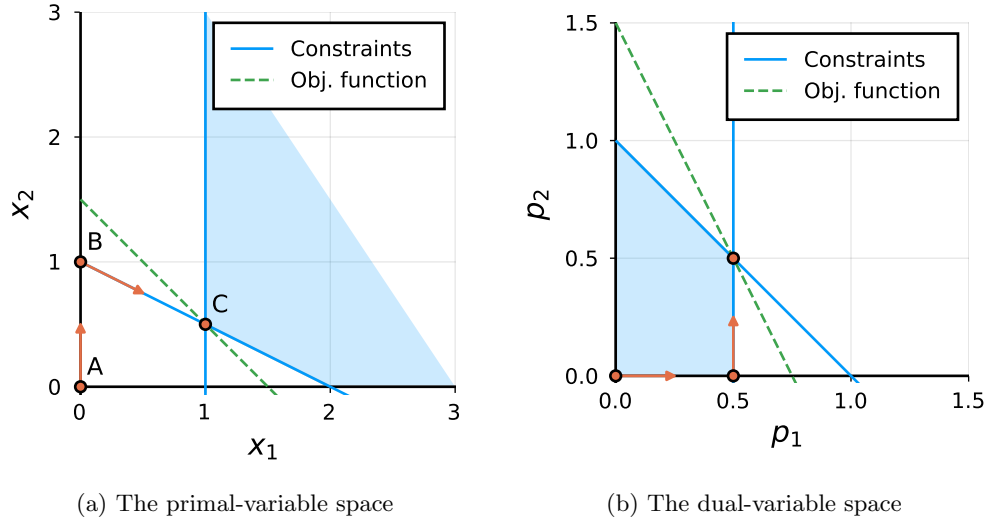 3
2
1
0
x₂
0
1
2
3
x₁
Constraints
Obj. function
B
A
C
(a) The primal-variable space
1.5
1.0
0.5
0.0
p₂
0.0
0.5
1.0
1.5
p₁
Constraints
Obj. function
(b) The dual-variable space